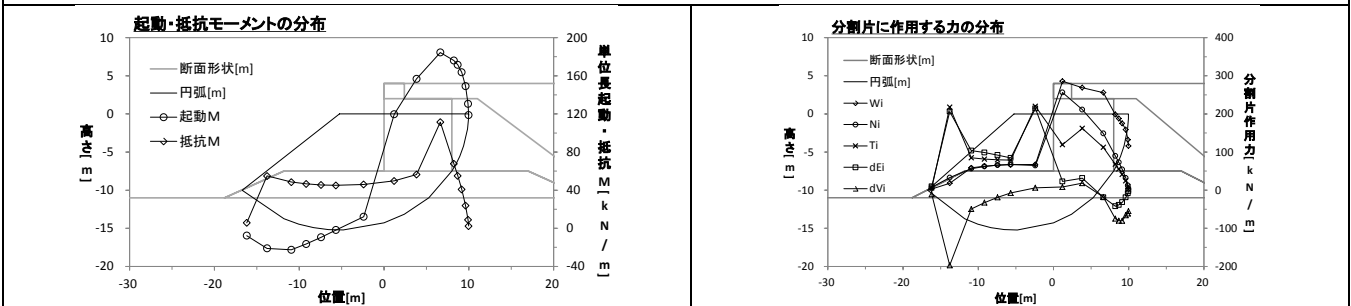 起動・抵抗モーメントの分布
10
5
0
-5
-10
-15
-20
高さ[m]
断面形状[m]
円弧[m]
起動M
抵抗M
200
160
120
80
40
0
-40
単位長起動・抵抗M[kN/m]
-30
-20
-10
0
10
20
位置[m]
分割片に作用する力の分布
10
5
0
-5
-10
-15
-20
高さ[m]
断面形状[m]
円弧[m]
Wi
Ni
Ti
dEi
dVi
400
300
200
100
0
-100
-200
分割片作用力[kN/m]
-30
-20
-10
0
10
20
位置[m]